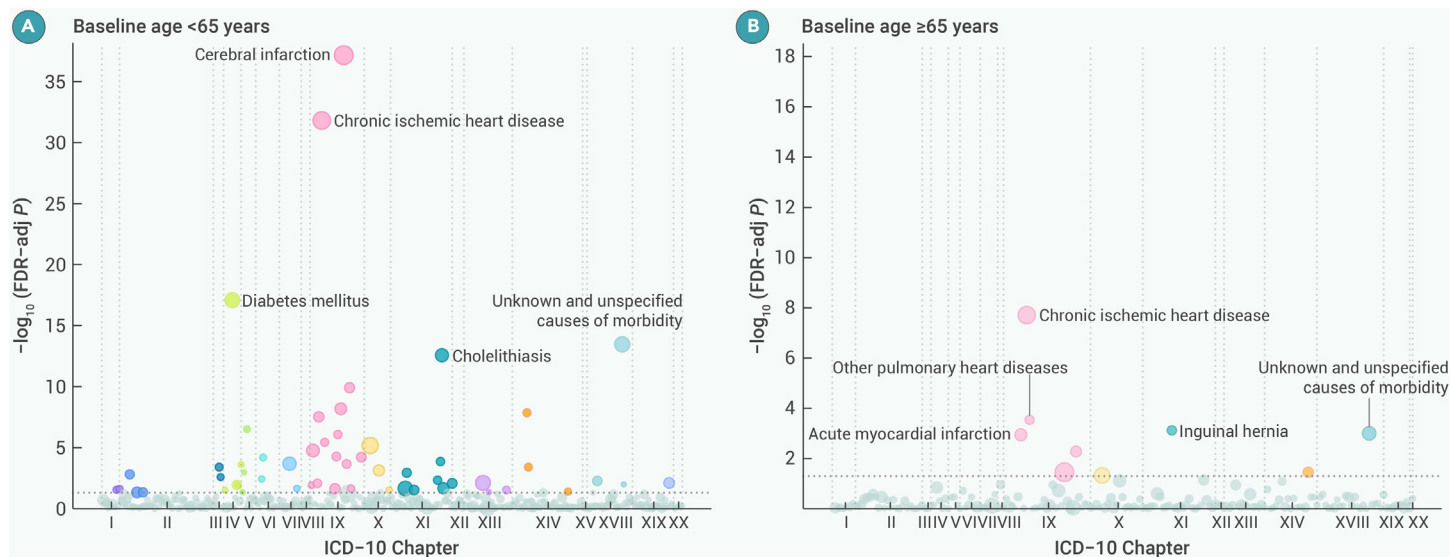 A Baseline age <65 years
Cerebral infarction
Chronic ischemic heart disease
Diabetes mellitus
Unknown and unspecified
causes of morbidity
Cholelithiasis
35
30
25
20
15
10
5
0
−log10 (FDR−adj P)
I II III IV V VI VII VIII IX X XI XII XIII XIV XV XVIII XIX XX
ICD−10 Chapter
B Baseline age ≥65 years
18
16
14
12
10
8
6
4
2
−log10 (FDR−adj P)
Chronic ischemic heart disease
Other pulmonary heart diseases
Unknown and unspecified
causes of morbidity
Acute myocardial infarction
Inguinal hernia
I II III IV V VI VII VIII IX X XI XII XIII XIV XVIII XIX XX
ICD−10 Chapter